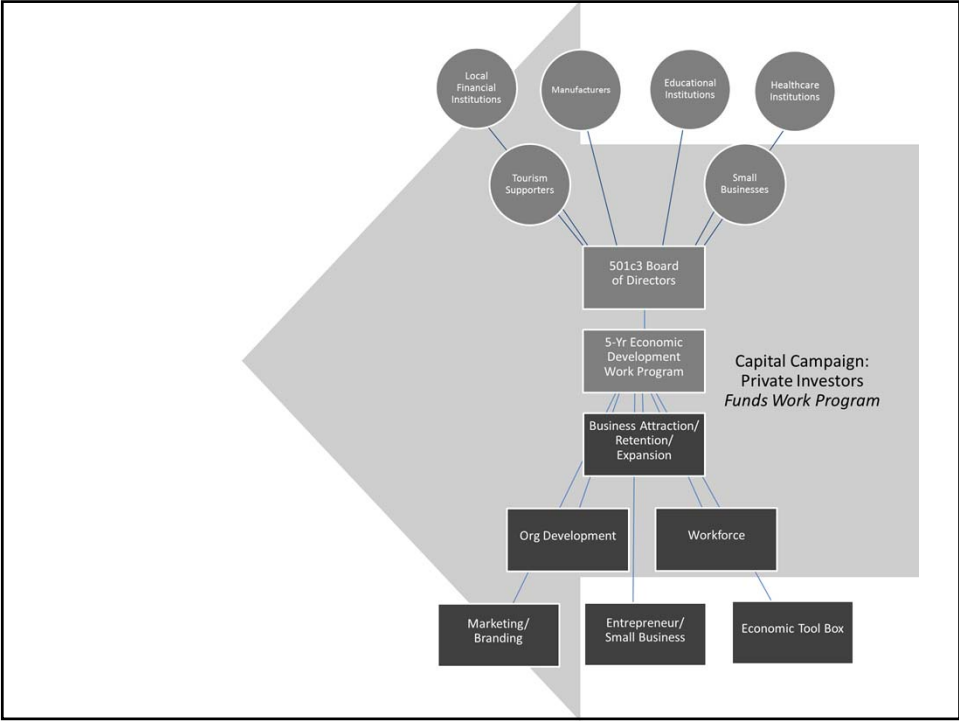 Local
Financial
Institutions
Manufacturers
Educational
Institutions
Healthcare
Institutions
Tourism
Supporters
Small
Businesses
501c3 Board
of Directors
5-Yr Economic
Development
Work Program
Capital Campaign:
Private Investors
Funds Work Program
Business Attraction/
Retention/
Expansion
Org Development
Workforce
Marketing/
Branding
Entrepreneur/
Small Business
Economic Tool Box